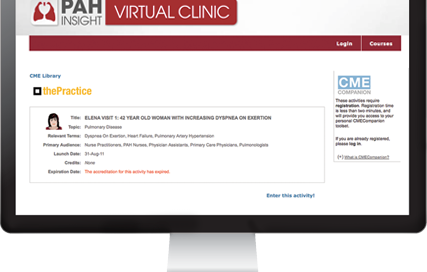 PAH
INSIGHT
VIRTUAL CLINIC
Login
Courses
CME Library
thePractice
Title: ELENA VISIT 1: 42 YEAR OLD WOMAN WITH INCREASING DYSPNEA ON EXERTION
Topic: Pulmonary Disease
Relevant Terms: Dyspnea On Exertion, Heart Failure, Pulmonary Artery Hypertension
Primary Audience: Nurse Practitioners, PAH Nurses, Physician Assistants, Primary Care Physicians, Pulmonologists
Launch Date: 31-Aug-11
Credits: None
Expiration Date: The accreditation for this activity has expired.
Enter this activity!
CME
COMPANION
These activities require
registration. Registration time
is less than two minutes, and
will provide you access to your
personal CMECompanion
toolset.
If you are already registered,
please log in.
(+) What is CMECompanion?